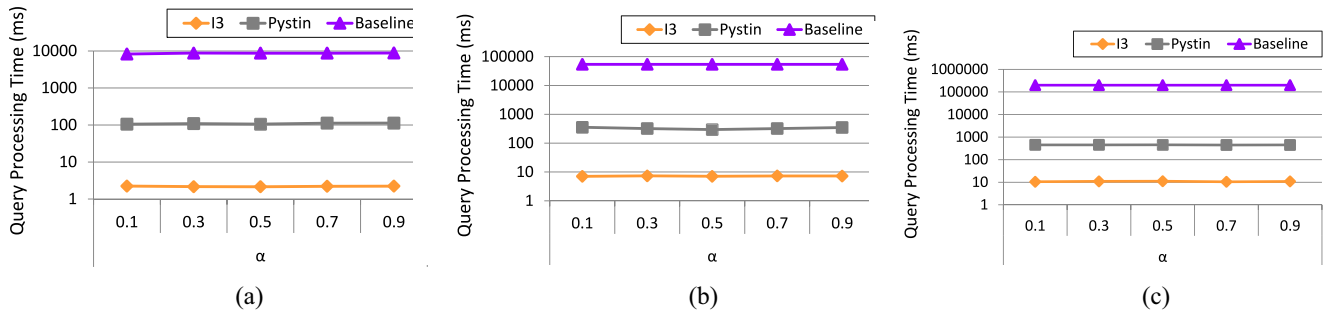 I3 Pystin Baseline
Query Processing Time (ms)
10000
1000
100
10
1
0.1 0.3 0.5 0.7 0.9
α
(a)
I3 Pystin Baseline
Query Processing Time (ms)
100000
10000
1000
100
10
1
0.1 0.3 0.5 0.7 0.9
α
(b)
I3 Pystin Baseline
Query Processing Time (ms)
1000000
100000
10000
1000
100
10
1
0.1 0.3 0.5 0.7 0.9
α
(c)